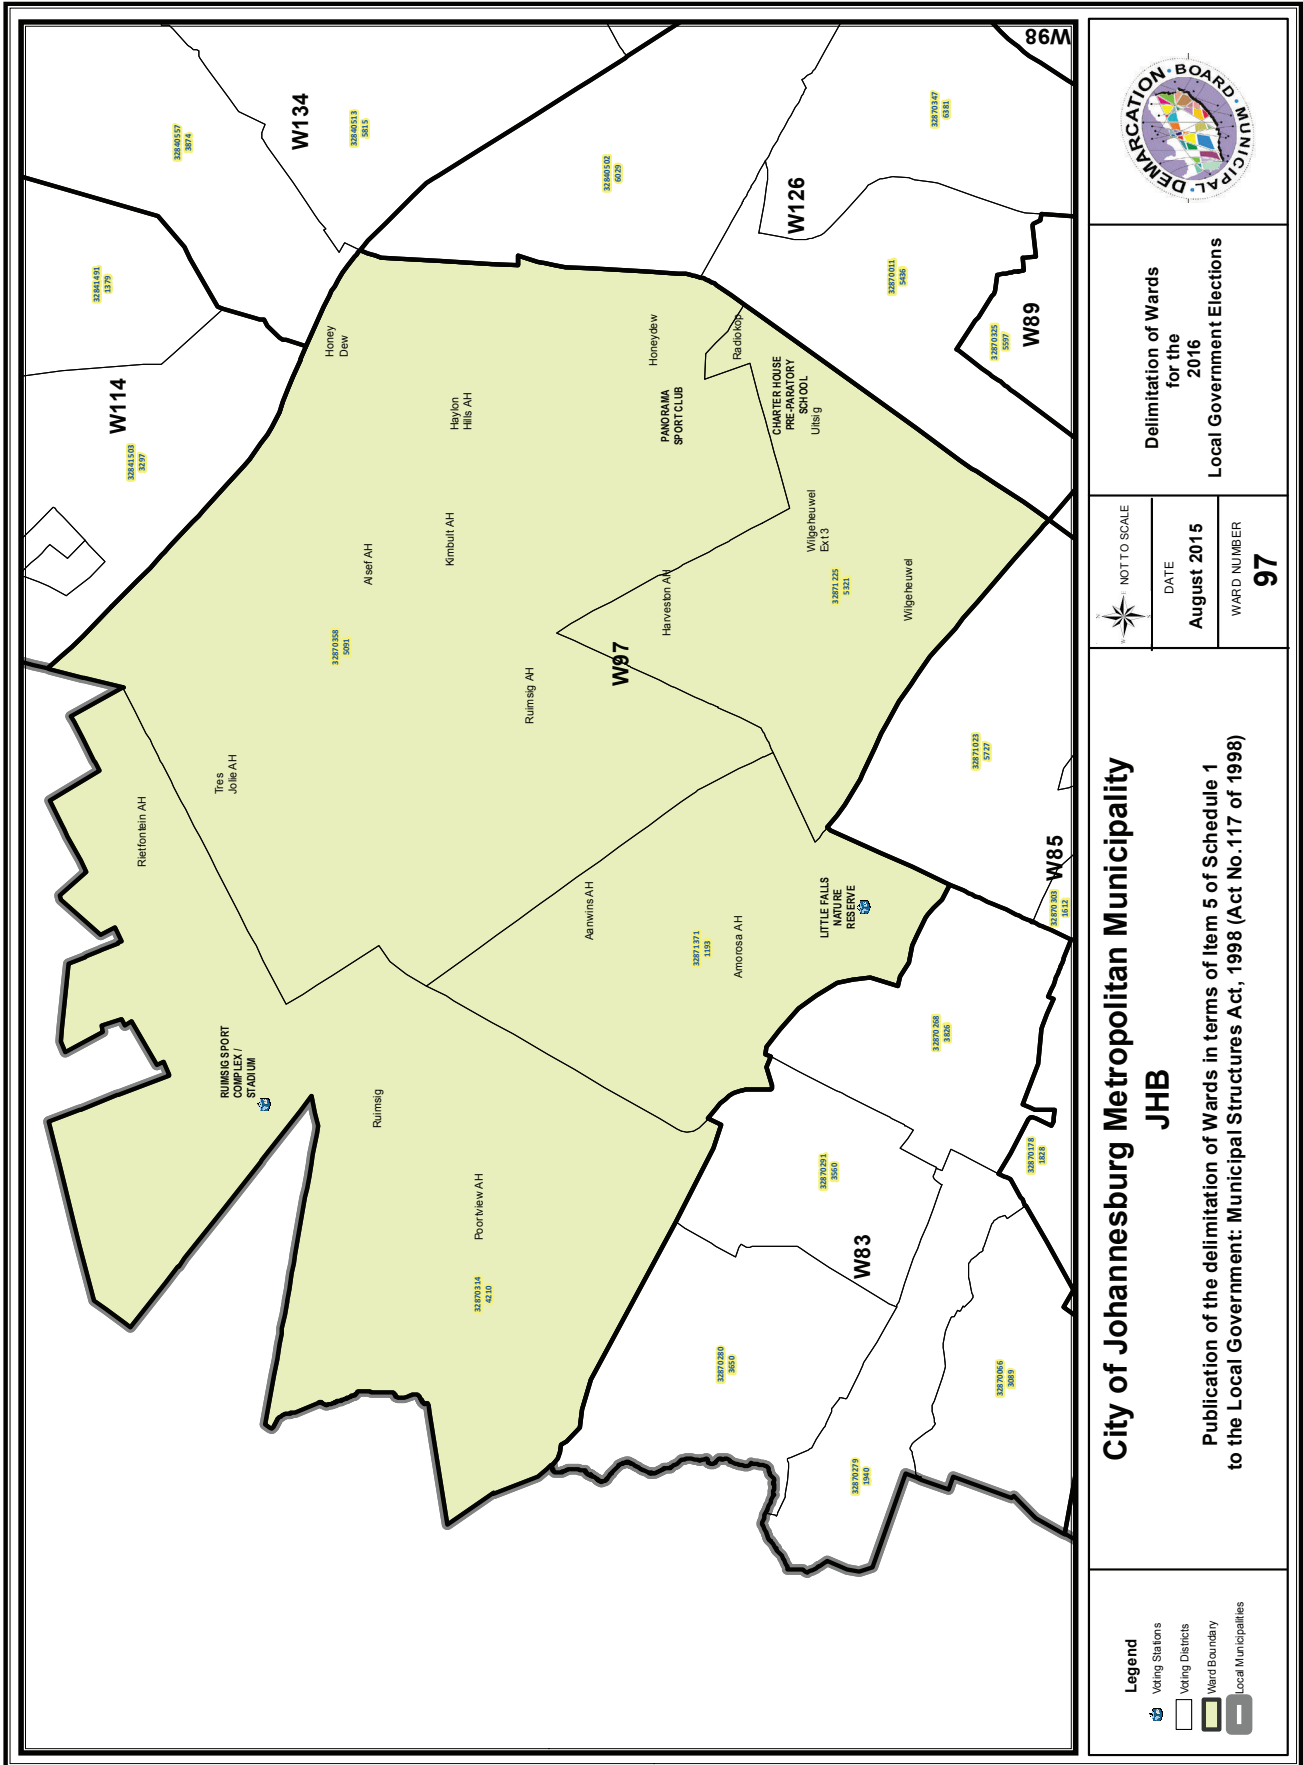 W98
W134
W114
W126
W89
W97
W85
W83
32840557
3874
32840513
5815
32841491
1379
32841503
3297
32840502
6029
32870347
6381
32870011
5436
32870325
5597
32870358
5091
32871225
5321
32871023
5727
32870303
1612
32871371
1193
32870268
3826
32870178
1828
32870291
3560
32870314
4210
32870280
3650
32870066
3089
32870279
1940
Honey
Dew
Haylon
Hills AH
Honeydew
Radiokop
PANORAMA
SPORT CLUB
CHARTER HOUSE
PRE-PARATORY
SCHOOL
Uitsig
Alsef AH
Kimbult AH
Wilgeheuwel
Ext 3
Harveston AH
Wilgeheuwel
Ruimsig AH
Tres
Jolie AH
Rietfontein AH
Aanwins AH
Amorosa AH
LITTLE FALLS
NATURE
RESERVE
RUIMSIG SPORT
COMPLEX /
STADIUM
Ruimsig
Poortview AH
Legend
Voting Stations
Voting Districts
Ward Boundary
Local Municipalities
City of Johannesburg Metropolitan Municipality
JHB
Publication of the delimitation of Wards in terms of Item 5 of Schedule 1
to the Local Government: Municipal Structures Act, 1998 (Act No.117 of 1998)
N
W
E
S
NOT TO SCALE
DATE
August 2015
WARD NUMBER
97
Delimitation of Wards
for the
2016
Local Government Elections
MUNICIPAL · DEMARCATION · BOARD ·